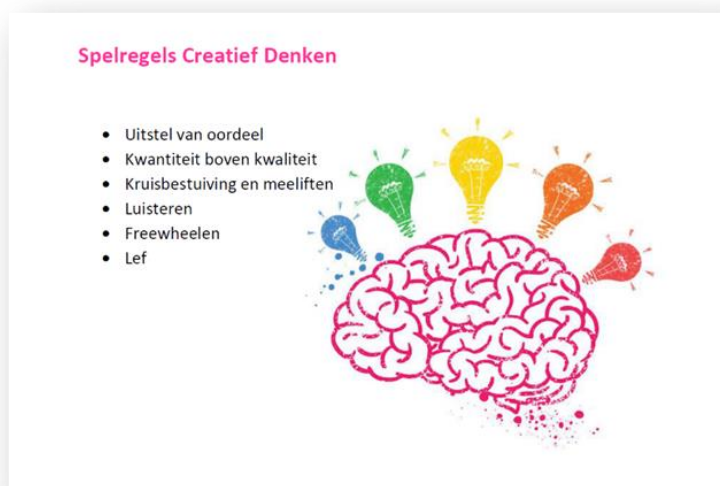 Spelregels Creatief Denken
• Uitstel van oordeel
• Kwantiteit boven kwaliteit
• Kruisbestuiving en meeliften
• Luisteren
• Freewheelen
• Lef